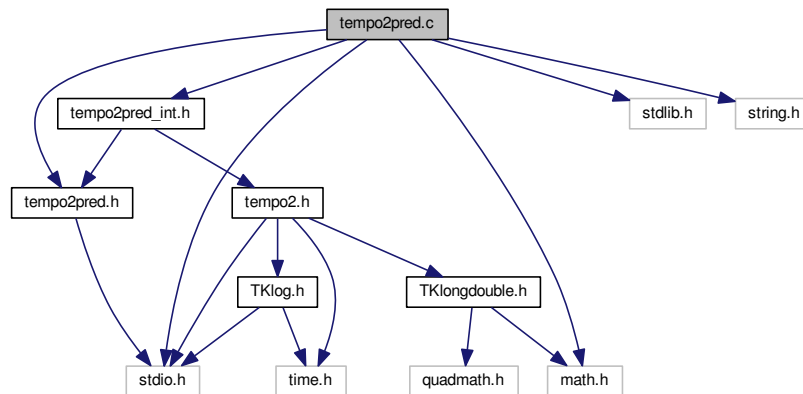 tempo2pred.c
tempo2pred_int.h
stdlib.h
string.h
tempo2pred.h
tempo2.h
TKlog.h
TKlongdouble.h
stdio.h
time.h
quadmath.h
math.h